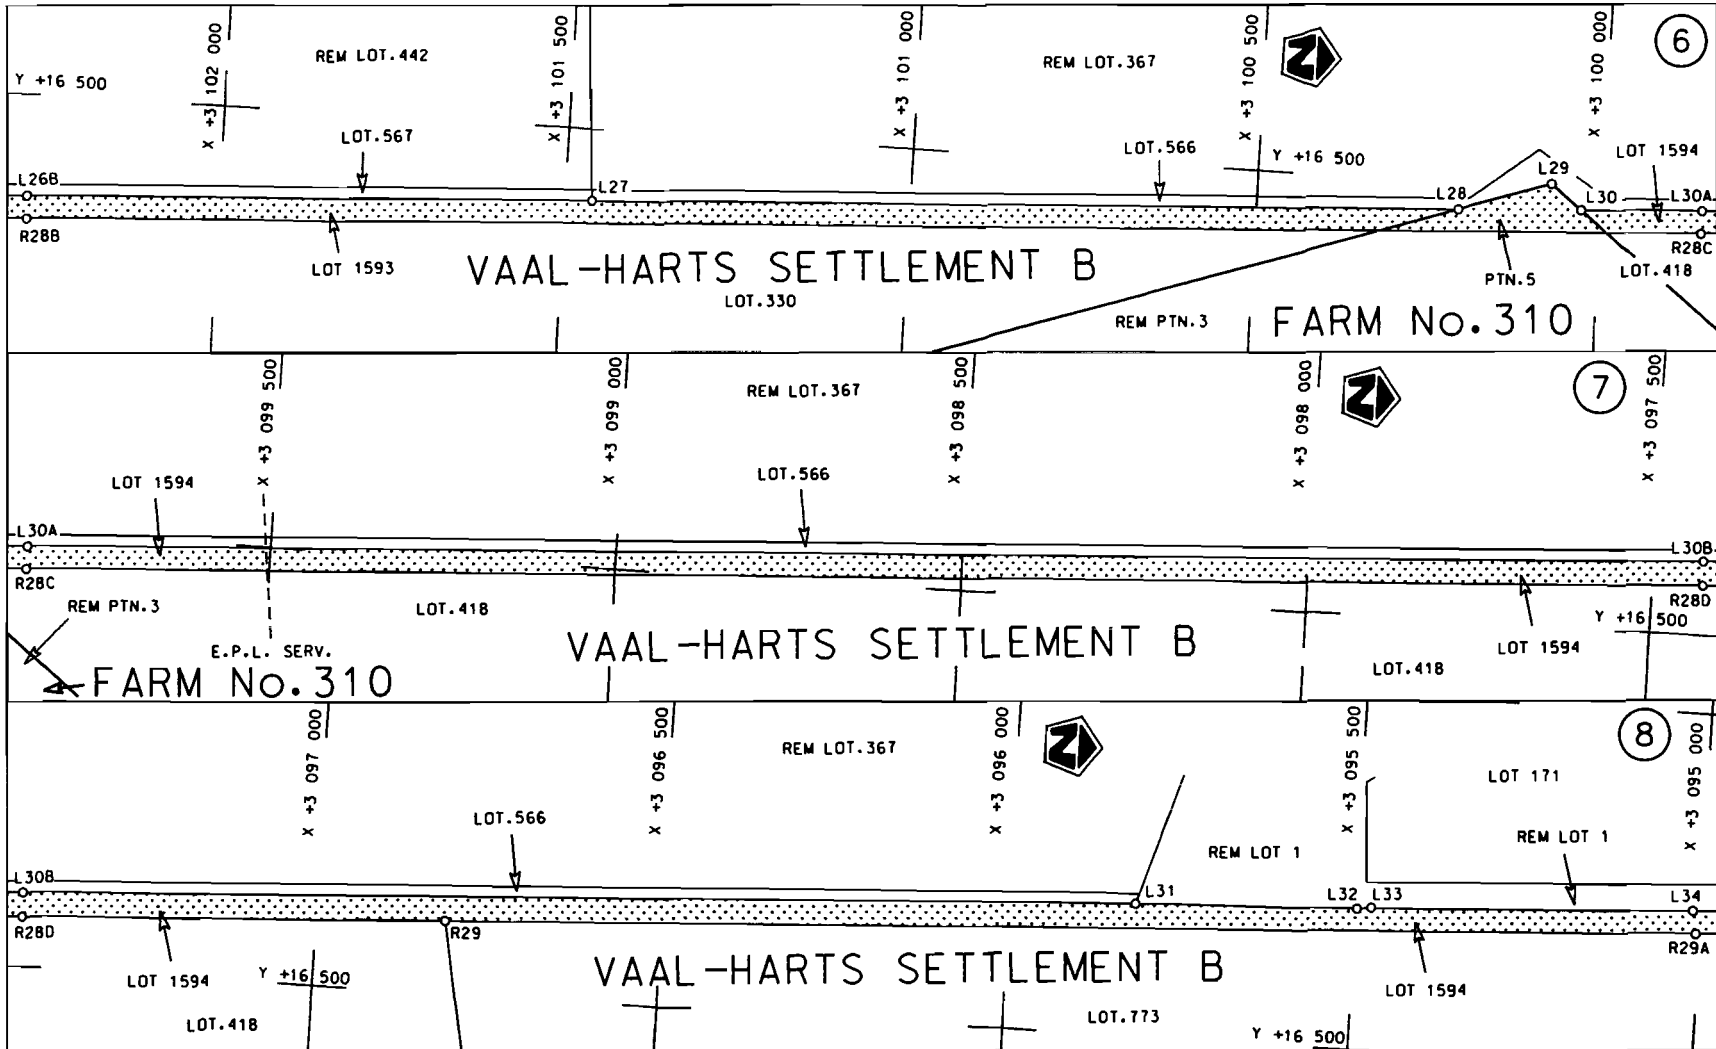 X +3 102 000
X +3 101 500
X +3 101 000
X +3 100 500
X +3 100 000
6
REM LOT.442
REM LOT.367
Z
Y +16 500
LOT.567
LOT.566
Y +16 500
LOT 1594
L26B
L27
L28
L29
L30
L30A
R28B
R28C
LOT 1593
VAAL-HARTS SETTLEMENT B
LOT.330
PTN.5
LOT.418
REM PTN.3
FARM No.310
X +3 099 500
X +3 099 000
X +3 098 500
X +3 098 000
X +3 097 500
7
REM LOT.367
Z
LOT 1594
LOT.566
L30A
L30B
R28C
R28D
REM PTN.3
LOT.418
Y +16 500
E.P.L. SERV.
VAAL-HARTS SETTLEMENT B
LOT 1594
LOT.418
FARM No.310
X +3 097 000
X +3 096 500
X +3 096 000
X +3 095 500
X +3 095 000
8
REM LOT.367
Z
LOT 171
LOT.566
REM LOT 1
REM LOT 1
L30B
L31
L32
L33
L34
R28D
R29
R29A
LOT 1594
Y +16 500
VAAL-HARTS SETTLEMENT B
LOT 1594
LOT.418
LOT.773
Y +16 500